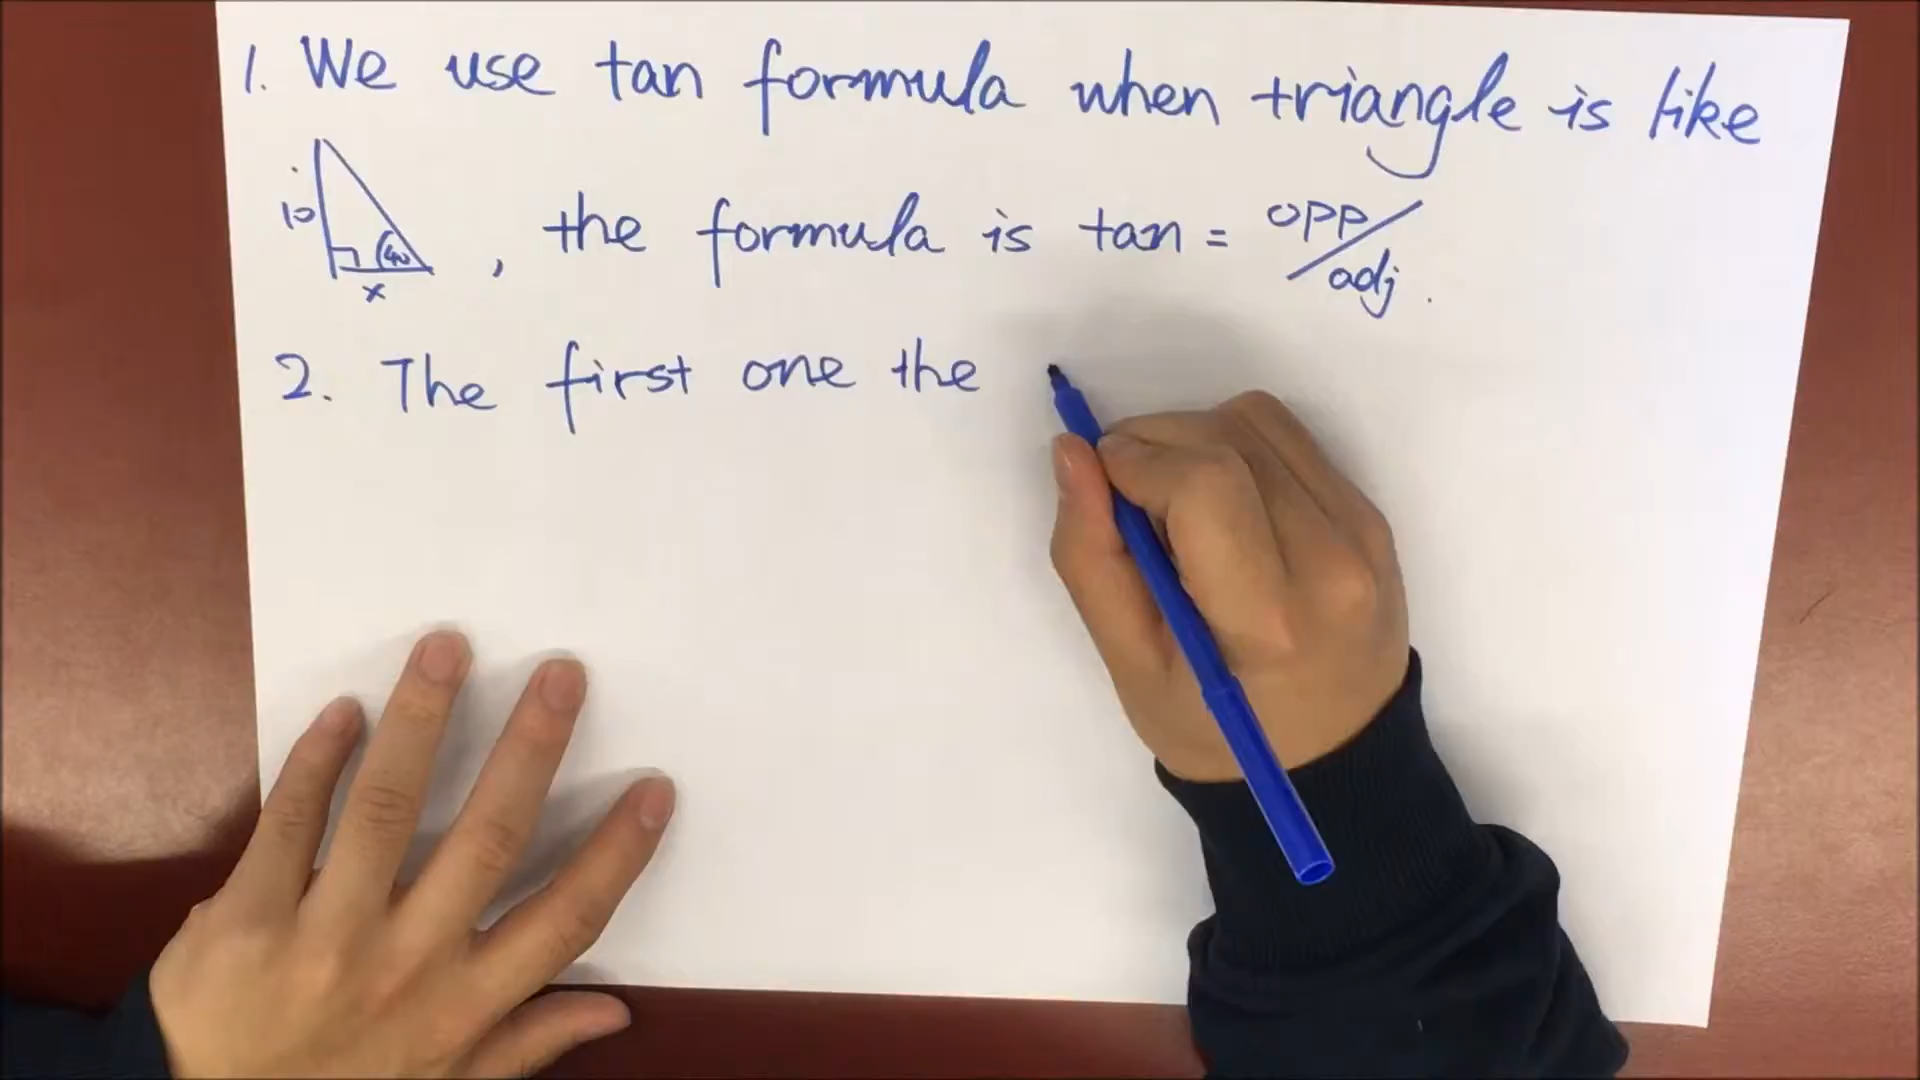 1. We use tan formula when triangle is like
10 40 x , the formula is tan = opp/adj.
2. The first one the